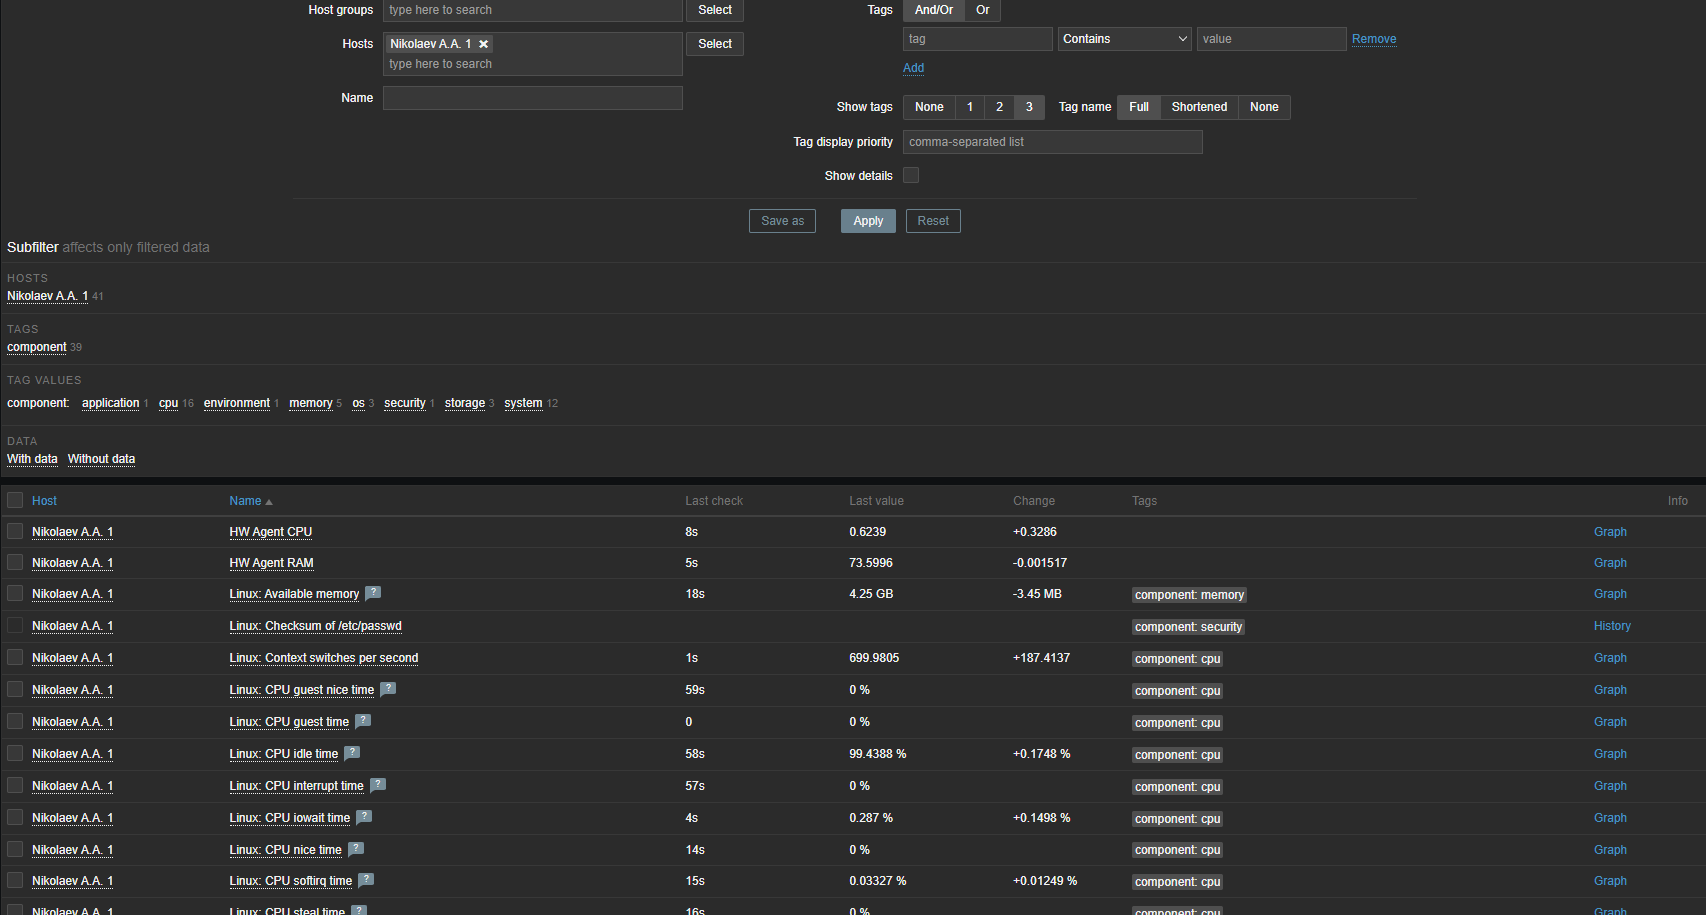 Host groups type here to search Select Tags And/Or Or
Hosts Nikolaev A.A. 1 ✖ type here to search Select tag Contains value Remove
Add
Name
Show tags None 1 2 3 Tag name Full Shortened None
Tag display priority comma-separated list
Show details
Save as Apply Reset
Subfilter affects only filtered data
HOSTS
Nikolaev A.A. 1 41
TAGS
component 39
TAG VALUES
component: application 1 cpu 16 environment 1 memory 5 os 3 security 1 storage 3 system 12
DATA
With data Without data
Host Name ▲ Last check Last value Change Tags Info
Nikolaev A.A. 1 HW Agent CPU 8s 0.6239 +0.3286 Graph
Nikolaev A.A. 1 HW Agent RAM 5s 73.5996 -0.001517 Graph
Nikolaev A.A. 1 Linux: Available memory ? 18s 4.25 GB -3.45 MB component: memory Graph
Nikolaev A.A. 1 Linux: Checksum of /etc/passwd component: security History
Nikolaev A.A. 1 Linux: Context switches per second 1s 699.9805 +187.4137 component: cpu Graph
Nikolaev A.A. 1 Linux: CPU guest nice time ? 59s 0 % component: cpu Graph
Nikolaev A.A. 1 Linux: CPU guest time ? 0 0 % component: cpu Graph
Nikolaev A.A. 1 Linux: CPU idle time ? 58s 99.4388 % +0.1748 % component: cpu Graph
Nikolaev A.A. 1 Linux: CPU interrupt time ? 57s 0 % component: cpu Graph
Nikolaev A.A. 1 Linux: CPU iowait time ? 4s 0.287 % +0.1498 % component: cpu Graph
Nikolaev A.A. 1 Linux: CPU nice time ? 14s 0 % component: cpu Graph
Nikolaev A.A. 1 Linux: CPU softirq time ? 15s 0.03327 % +0.01249 % component: cpu Graph
Nikolaev A.A. 1 Linux: CPU steal time ? 16s 0 % component: cpu Graph